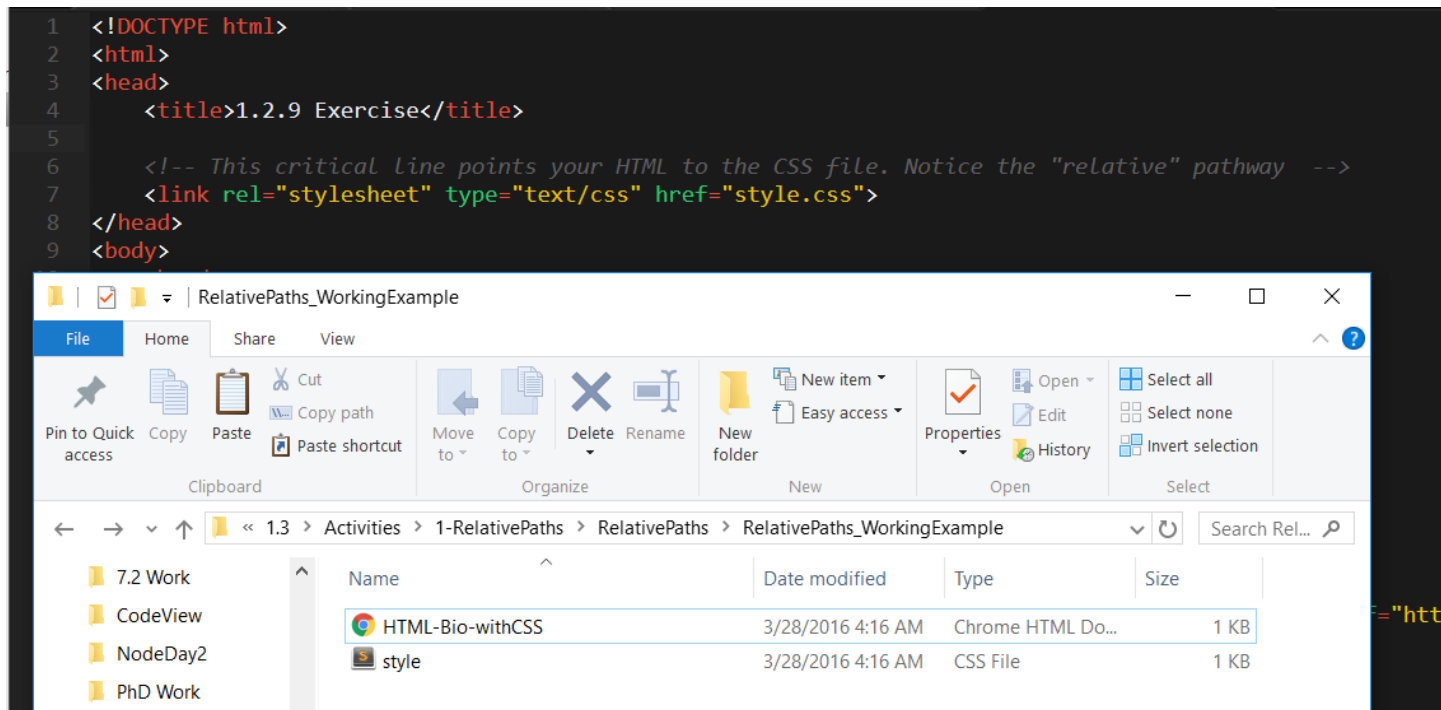 1 <!DOCTYPE html>
2 <html>
3 <head>
4 <title>1.2.9 Exercise</title>
5
6 <!-- This critical line points your HTML to the CSS file. Notice the "relative" pathway -->
7 <link rel="stylesheet" type="text/css" href="style.css">
8 </head>
9 <body>
RelativePaths_WorkingExample
File Home Share View
Pin to Quick access
Copy
Paste
Cut
Copy path
Paste shortcut
Clipboard
Move to
Copy to
Delete
Rename
Organize
New folder
New item
Easy access
New
Properties
Open
Edit
History
Open
Select all
Select none
Invert selection
Select
« 1.3 > Activities > 1-RelativePaths > RelativePaths > RelativePaths_WorkingExample
Search Rel...
7.2 Work
CodeView
NodeDay2
PhD Work
Name Date modified Type Size
HTML-Bio-withCSS 3/28/2016 4:16 AM Chrome HTML Do... 1 KB
style 3/28/2016 4:16 AM CSS File 1 KB
="htt